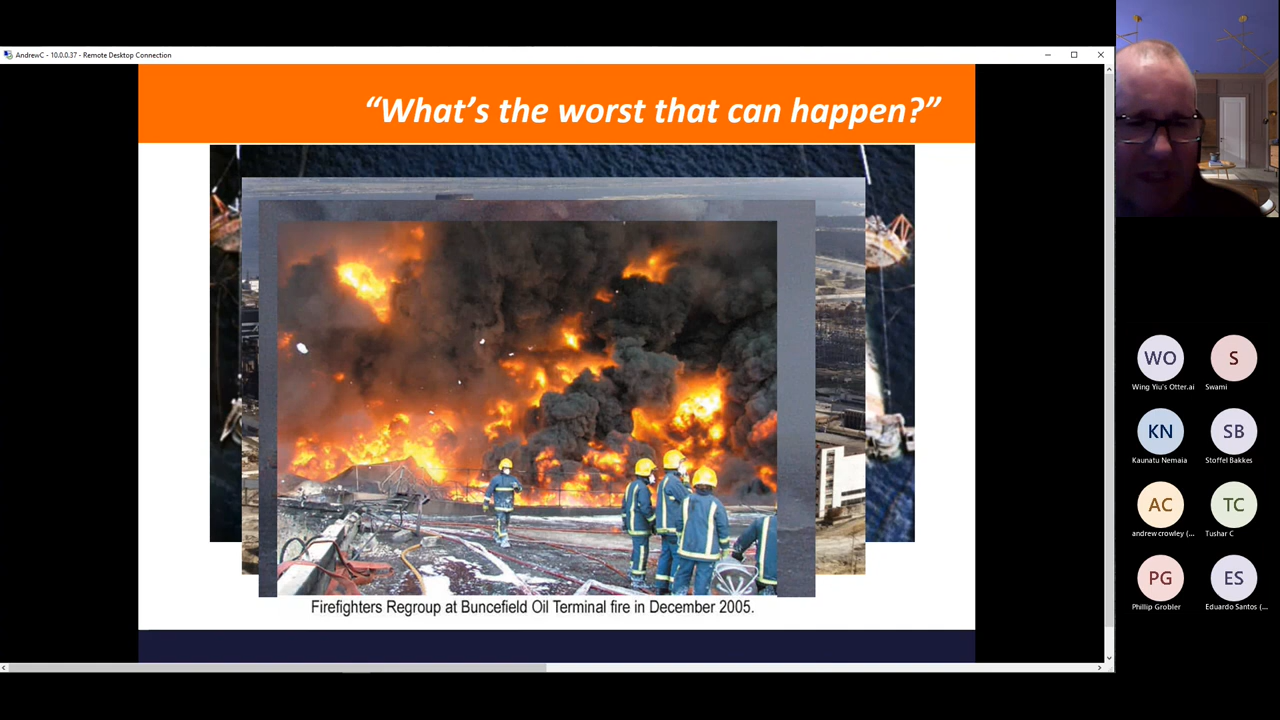 AndrewC - 10.0.0.37 - Remote Desktop Connection
“What's the worst that can happen?”
Firefighters Regroup at Buncefield Oil Terminal fire in December 2005.
WO
S
Wing Yiu's Otter.ai
Swami
KN
SB
Kaunatu Nemaia
Stoffel Bakkes
AC
TC
andrew crowley (...
Tushar C
PG
ES
Phillip Grobler
Eduardo Santos (...